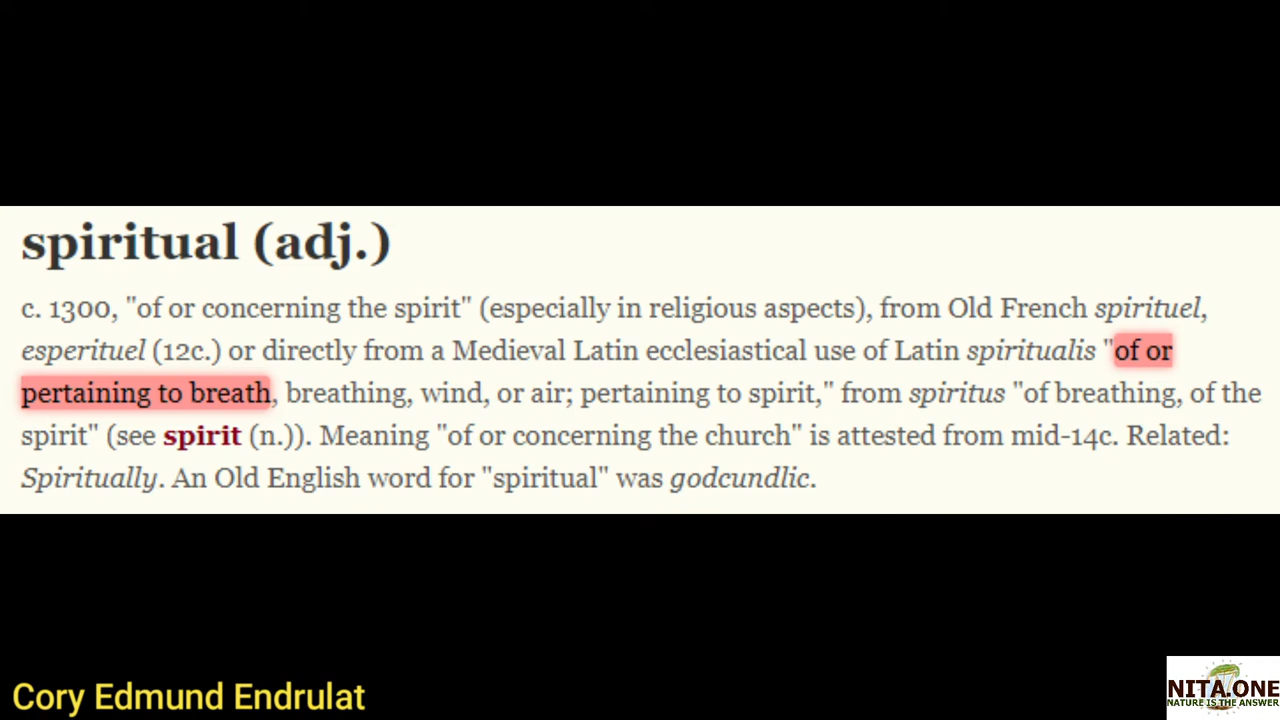 spiritual (adj.)
c. 1300, "of or concerning the spirit" (especially in religious aspects), from Old French spirituel,
esperituel (12c.) or directly from a Medieval Latin ecclesiastical use of Latin spiritualis "of or
pertaining to breath, breathing, wind, or air; pertaining to spirit," from spiritus "of breathing, of the
spirit" (see spirit (n.)). Meaning "of or concerning the church" is attested from mid-14c. Related:
Spiritually. An Old English word for "spiritual" was godcundlic.
Cory Edmund Endrulat
NITA.ONE
NATURE IS THE ANSWER